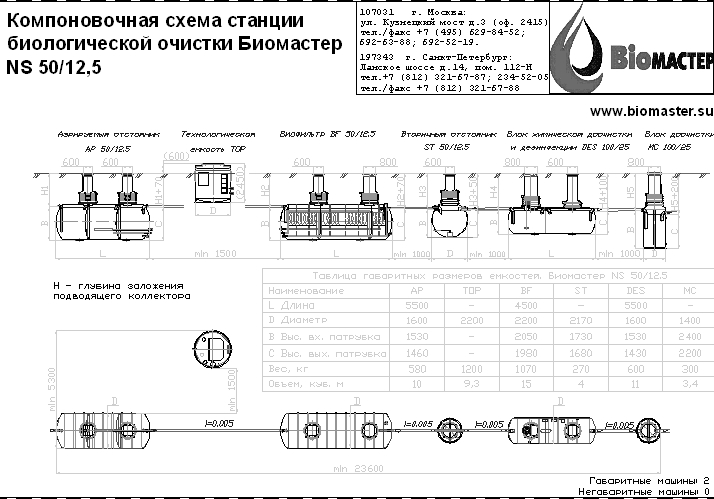 Компоновочная схема станции
биологической очистки Биомастер
NS 50/12,5
107031 г. Москва:
ул. Кузнецкий мост д.3 (оф. 2415)
тел./факс +7 (495) 629-84-52;
692-63-88; 692-52-19.
197343 г. Санкт-Петербург:
Ланское шоссе д.14, пом. 112-Н
тел.+7 (812) 321-67-87; 234-52-05
тел./факс +7 (812) 321-67-88
BioМАСТЕР
www.biomaster.su
Аэрируемый отстойник
AP 50/12.5
Технологическая
емкость TOP
Биофильтр BF 50/12.5
Вторичный отстойник
ST 50/12.5
Блок химической доочистки
и дезинфекции DES 100/25
Блок доочистки
MC 100/25
600 600 (600) 600 600 600 800 600 800
H1 H2 H3 H4 H5
B C D B C B B C B
L min 1500 L min 1000 D min 1000 L min 1000 D
H - глубина заложения
подводящего коллектора
Таблица габаритных размеров емкостей. Биомастер NS 50/12.5
Наименование AP TOP BF ST DES MC
L Длина 5500 - 4500 - 5500 -
D Диаметр 1600 2200 2200 2170 1600 1400
B Выс. вх. патрубка 1530 - 2050 1730 1530 2400
C Выс. вых. патрубка 1460 - 1980 1680 1430 2200
Вес, кг 580 1200 1070 270 600 300
Объем, куб. м 10 9,3 15 4 11 3,4
min 5300
min 1500
D D D
i=0.005 i=0.005 i=0.005 i=0.005
min 23600
Габаритные машины 2
Негабаритные машины 0